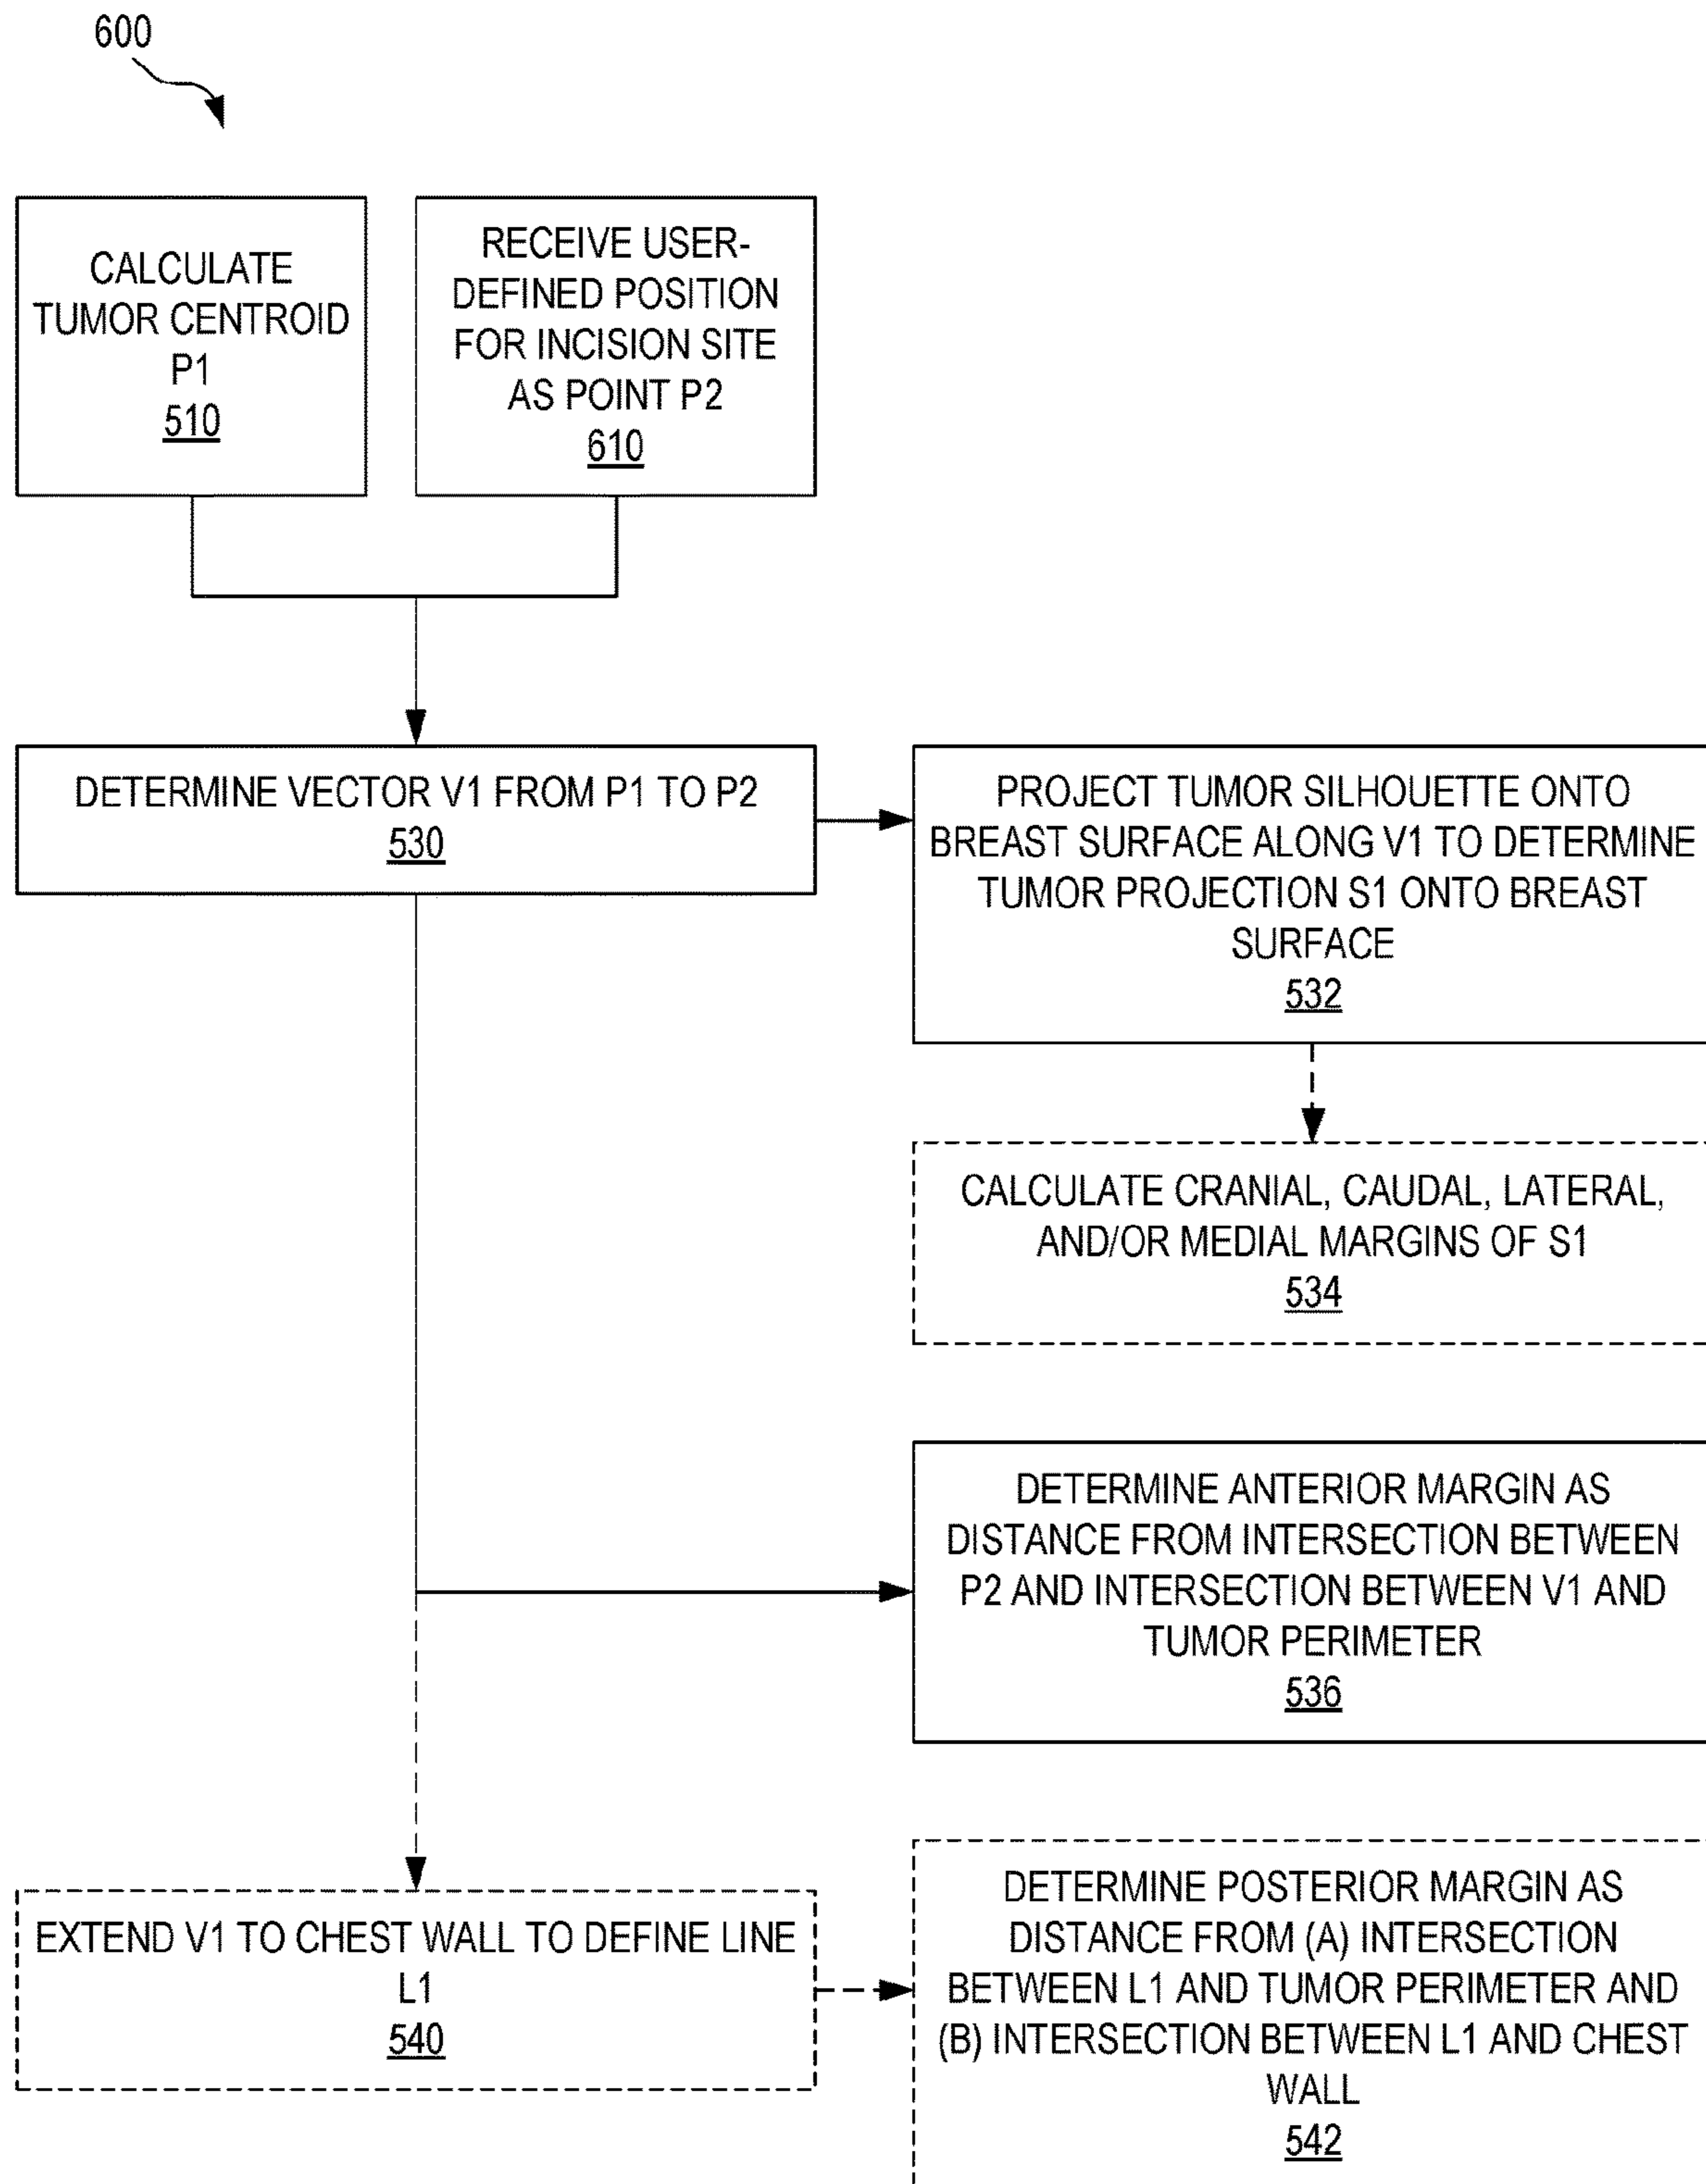 600
CALCULATE
TUMOR CENTROID
P1
510
RECEIVE USER-
DEFINED POSITION
FOR INCISION SITE
AS POINT P2
610
DETERMINE VECTOR V1 FROM P1 TO P2
530
PROJECT TUMOR SILHOUETTE ONTO
BREAST SURFACE ALONG V1 TO DETERMINE
TUMOR PROJECTION S1 ONTO BREAST
SURFACE
532
CALCULATE CRANIAL, CAUDAL, LATERAL,
AND/OR MEDIAL MARGINS OF S1
534
DETERMINE ANTERIOR MARGIN AS
DISTANCE FROM INTERSECTION BETWEEN
P2 AND INTERSECTION BETWEEN V1 AND
TUMOR PERIMETER
536
EXTEND V1 TO CHEST WALL TO DEFINE LINE
L1
540
DETERMINE POSTERIOR MARGIN AS
DISTANCE FROM (A) INTERSECTION
BETWEEN L1 AND TUMOR PERIMETER AND
(B) INTERSECTION BETWEEN L1 AND CHEST
WALL
542